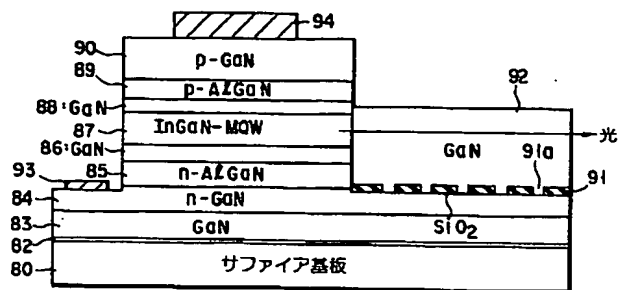 94
90
p-GaN
89
p-AlGaN
92
88:GaN
87
InGaN-MQW
光
86:GaN
GaN
91a
93
85
n-AlGaN
91
84
n-GaN
SiO2
83
GaN
82
80
サファイア基板